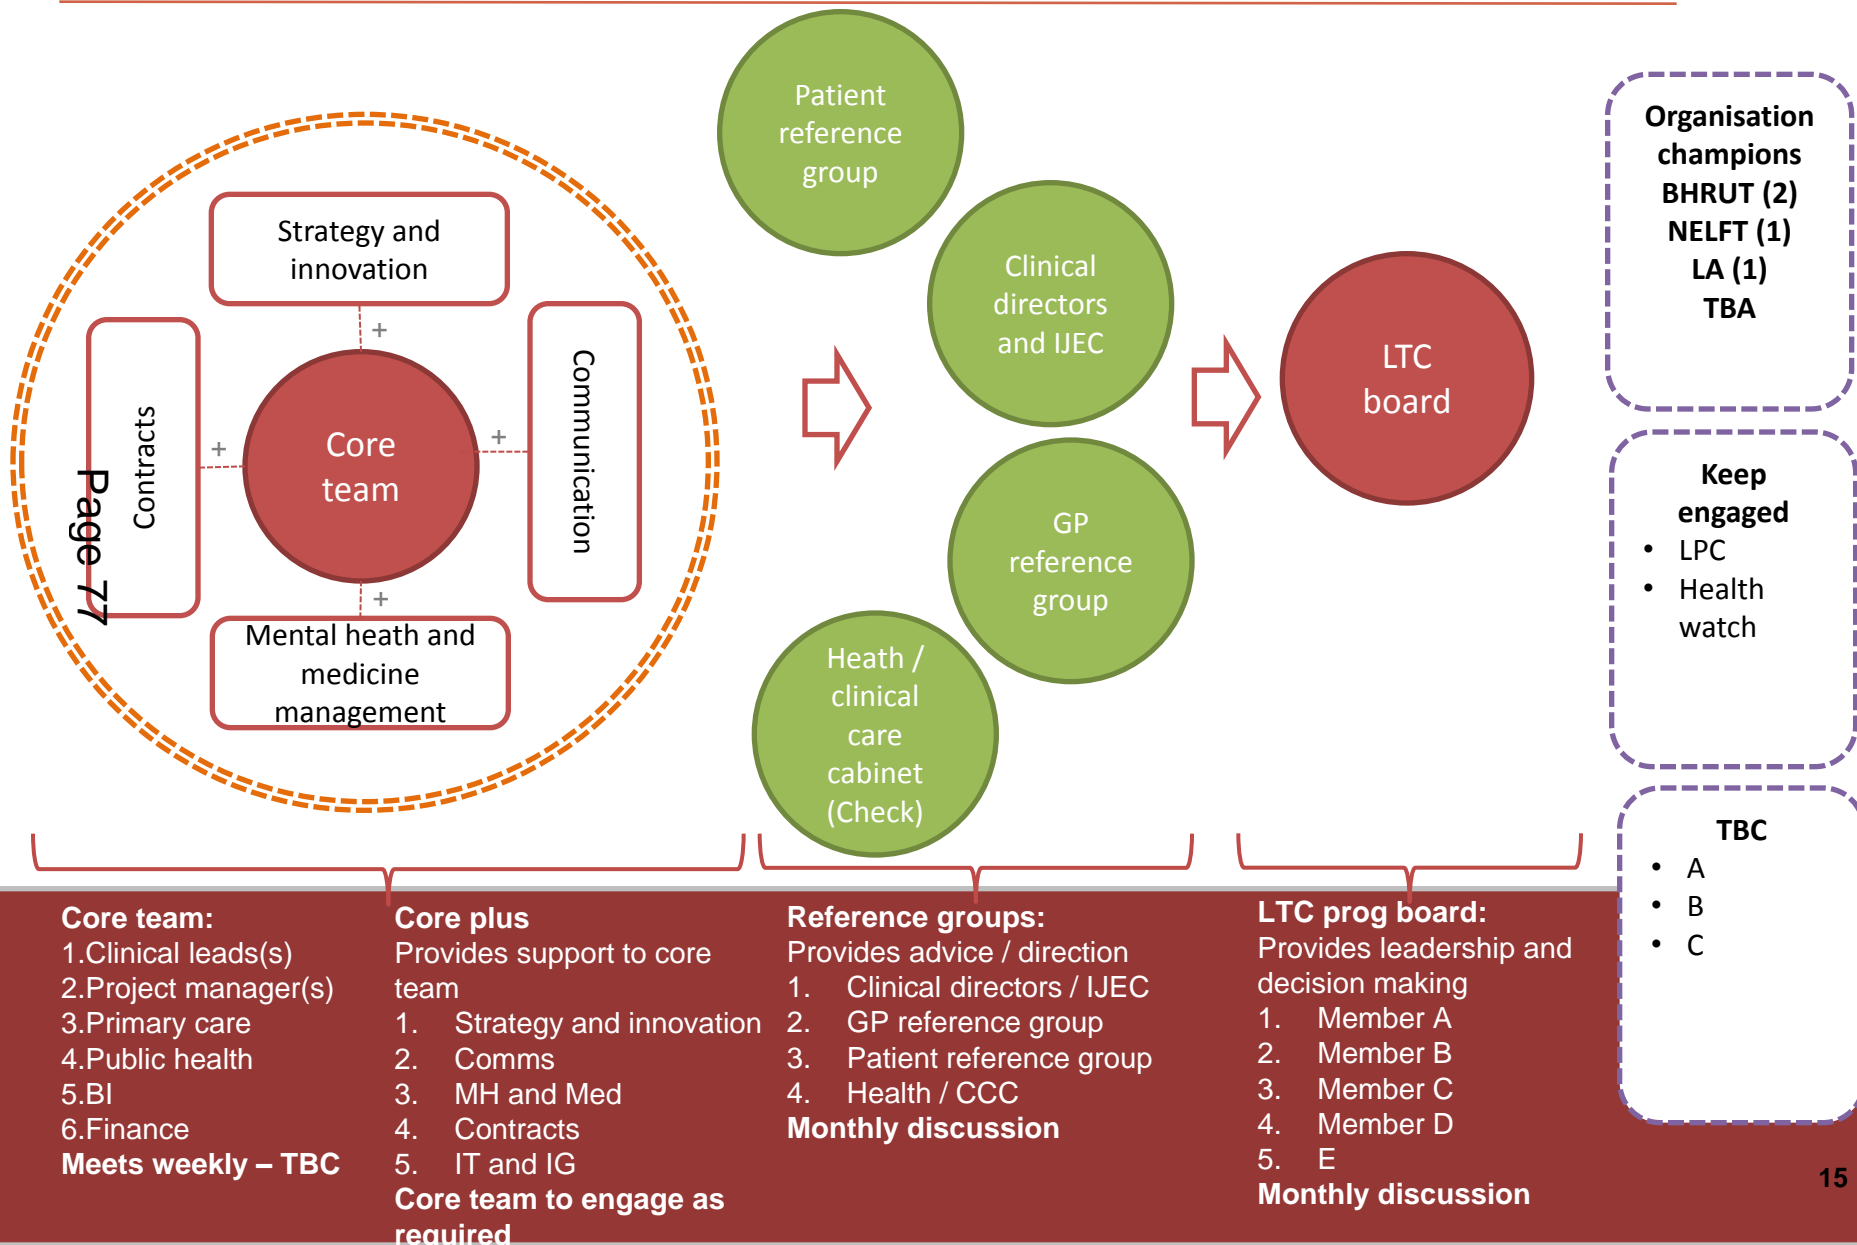 Patient
reference
group
Strategy and
innovation
Contracts
Core
team
Communication
Mental heath and
medicine
management
+
+
+
+
Page 77
Clinical
directors
and IJEC
GP
reference
group
Heath /
clinical
care
cabinet
(Check)
LTC
board
Organisation
champions
BHRUT (2)
NELFT (1)
LA (1)
TBA
Keep
engaged
• LPC
• Health
watch
TBC
• A
• B
• C
Core team:
1.Clinical leads(s)
2.Project manager(s)
3.Primary care
4.Public health
5.BI
6.Finance
Meets weekly – TBC
Core plus
Provides support to core
team
1. Strategy and innovation
2. Comms
3. MH and Med
4. Contracts
5. IT and IG
Core team to engage as
required
Reference groups:
Provides advice / direction
1. Clinical directors / IJEC
2. GP reference group
3. Patient reference group
4. Health / CCC
Monthly discussion
LTC prog board:
Provides leadership and
decision making
1. Member A
2. Member B
3. Member C
4. Member D
5. E
Monthly discussion
15